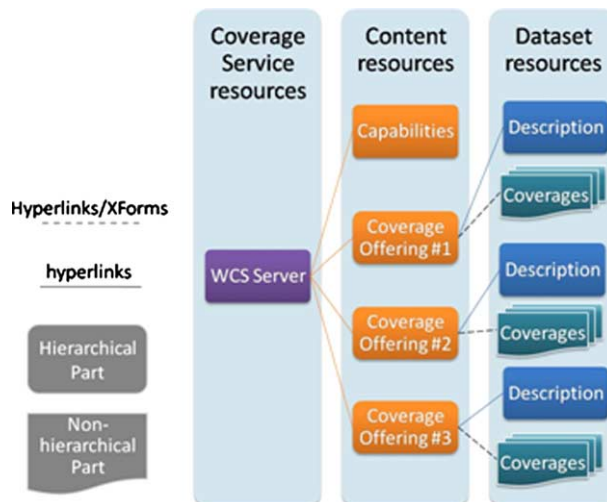 Coverage
Service
resources
Content
resources
Dataset
resources
Capabilities
Description
Coverages
Hyperlinks/XForms
Coverage
Offering #1
hyperlinks
WCS Server
Description
Coverage
Offering #2
Coverages
Hierarchical
Part
Description
Non-
hierarchical
Part
Coverage
Offering #3
Coverages